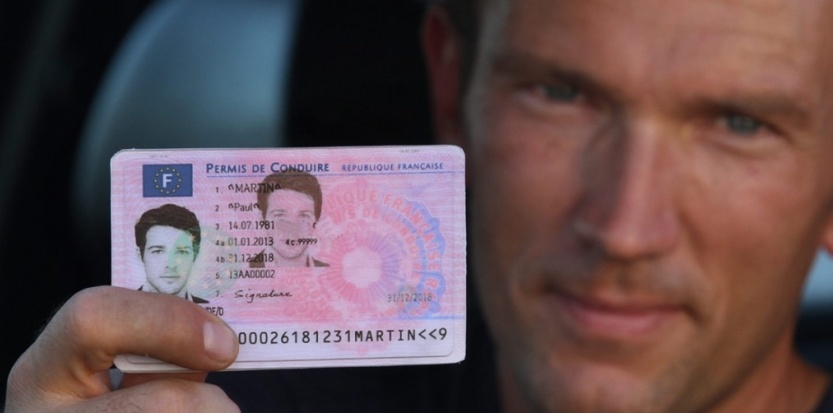 F
PERMIS DE CONDUIRE RÉPUBLIQUE FRANÇAISE
1. ^MARTIN^
2. ^Paul^
3. 14.07.1981
4a 01.01.2013 4c.99999
4b 31.12.2018
5. 13AA00002
7. Signature
31/12/2018
00026181231MARTIN<<9